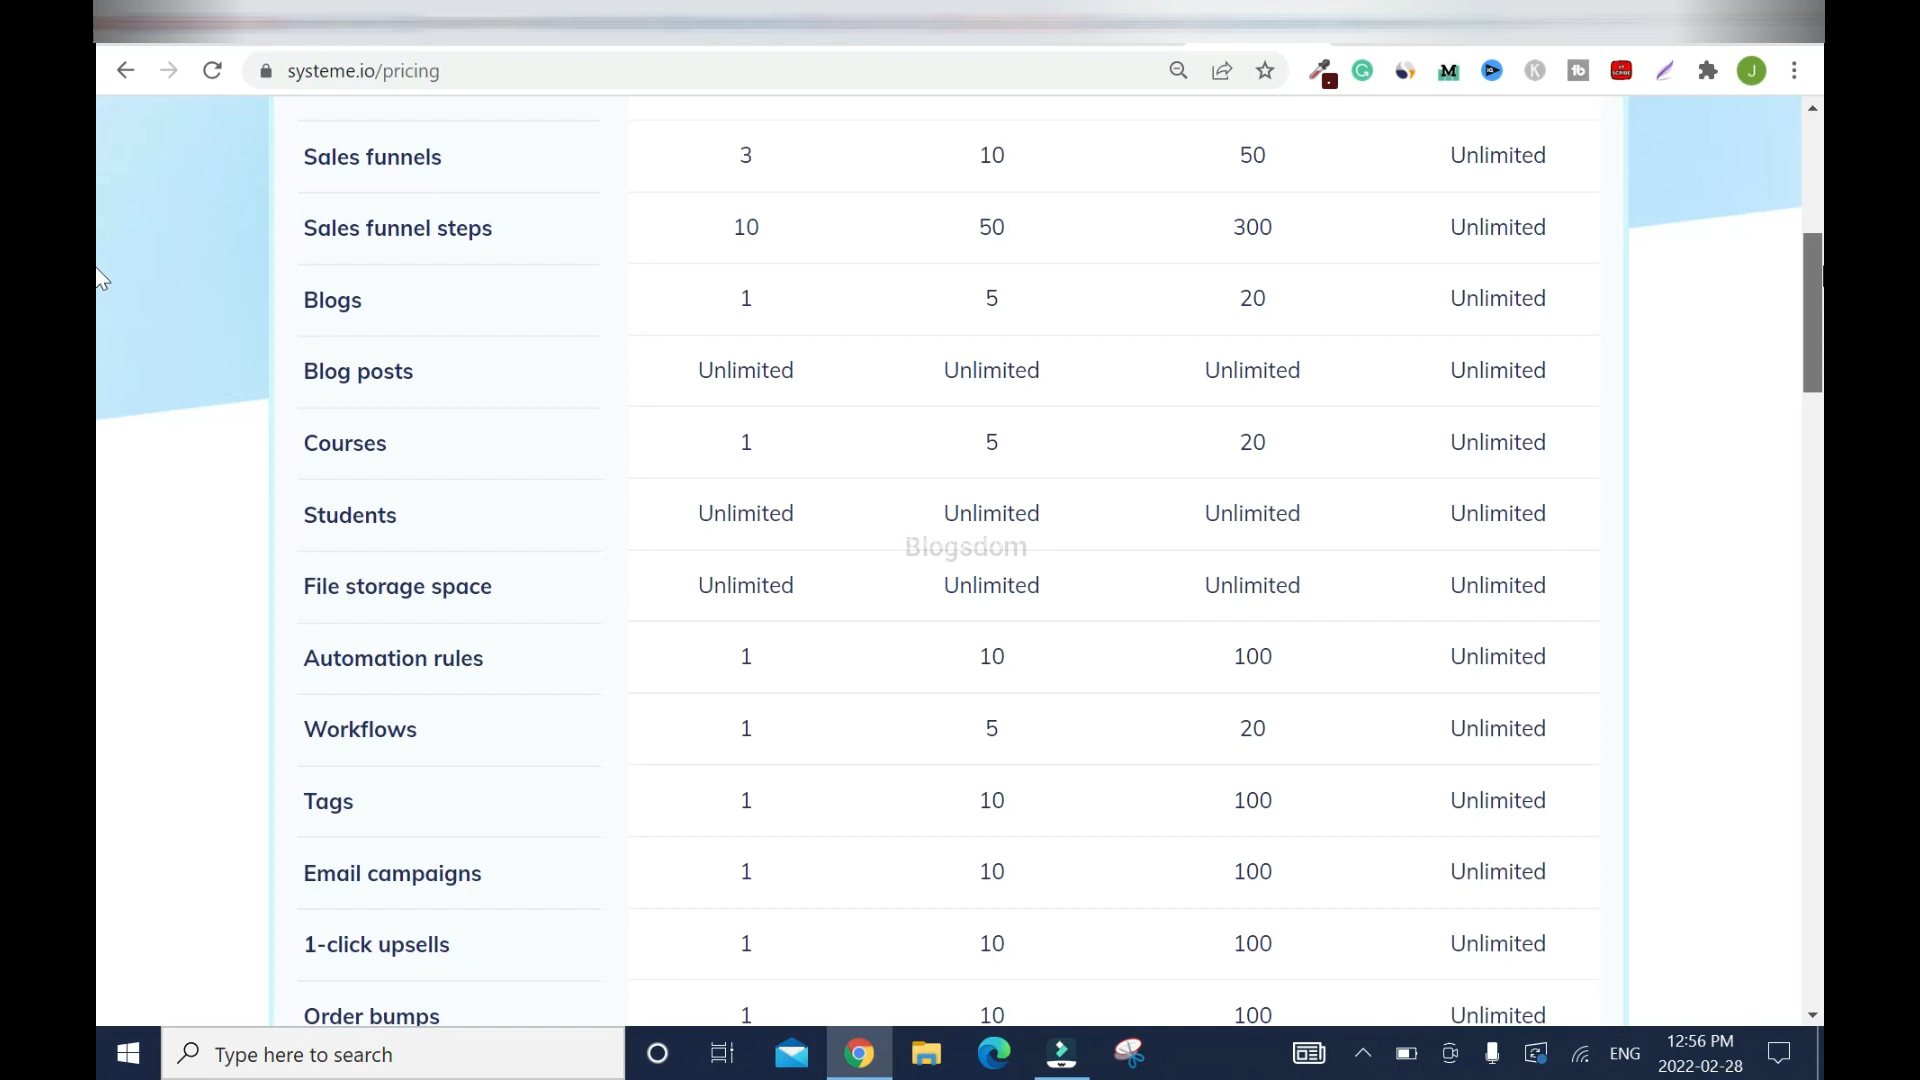 systeme.io/pricing
J
Sales funnels 3 10 50 Unlimited
Sales funnel steps 10 50 300 Unlimited
Blogs 1 5 20 Unlimited
Blog posts Unlimited Unlimited Unlimited Unlimited
Courses 1 5 20 Unlimited
Students Unlimited Unlimited Unlimited Unlimited
Blogsdom
File storage space Unlimited Unlimited Unlimited Unlimited
Automation rules 1 10 100 Unlimited
Workflows 1 5 20 Unlimited
Tags 1 10 100 Unlimited
Email campaigns 1 10 100 Unlimited
1-click upsells 1 10 100 Unlimited
Order bumps 1 10 100 Unlimited
Type here to search
ENG
12:56 PM
2022-02-28